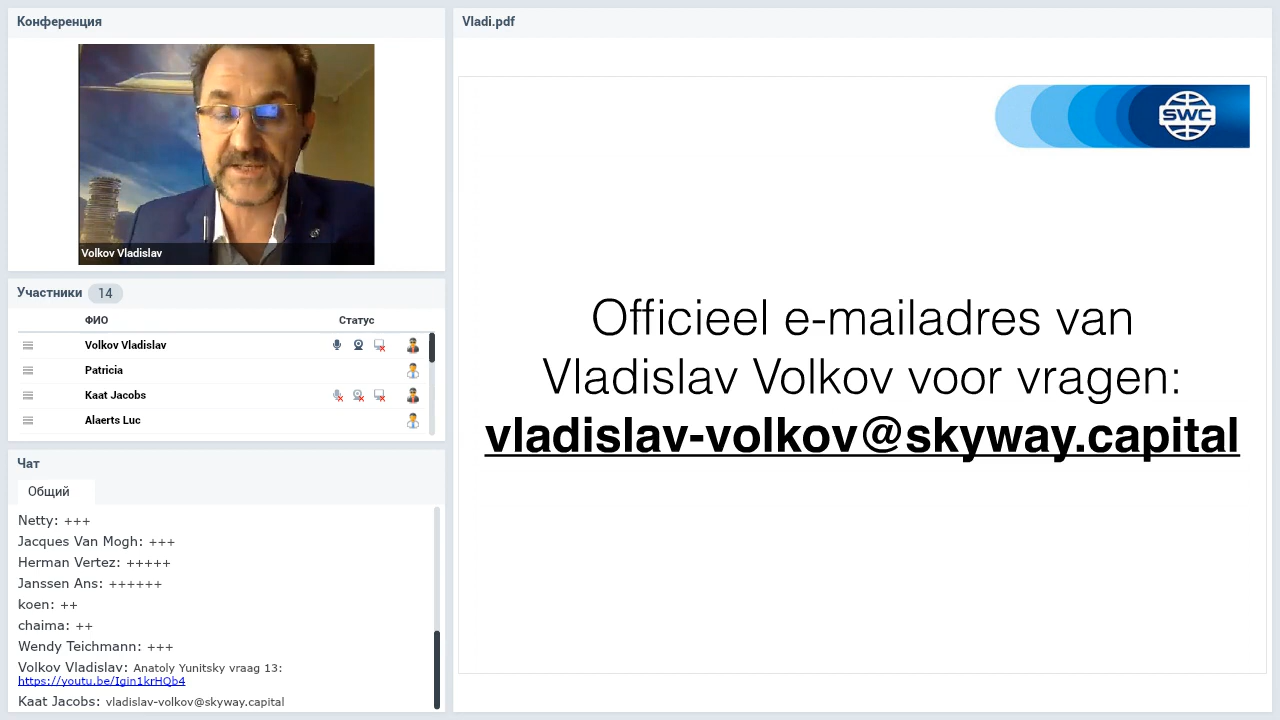 Конференция
Volkov Vladislav
Участники 14
ФИО Статус
Volkov Vladislav
Patricia
Kaat Jacobs
Alaerts Luc
Чат
Общий
Netty: +++
Jacques Van Mogh: +++
Herman Vertez: +++++
Janssen Ans: ++++++
koen: ++
chaima: ++
Wendy Teichmann: +++
Volkov Vladislav: Anatoly Yunitsky vraag 13:
https://youtu.be/Igin1krHQb4
Kaat Jacobs: vladislav-volkov@skyway.capital
Vladi.pdf
SWC
Officieel e-mailadres van
Vladislav Volkov voor vragen:
vladislav-volkov@skyway.capital